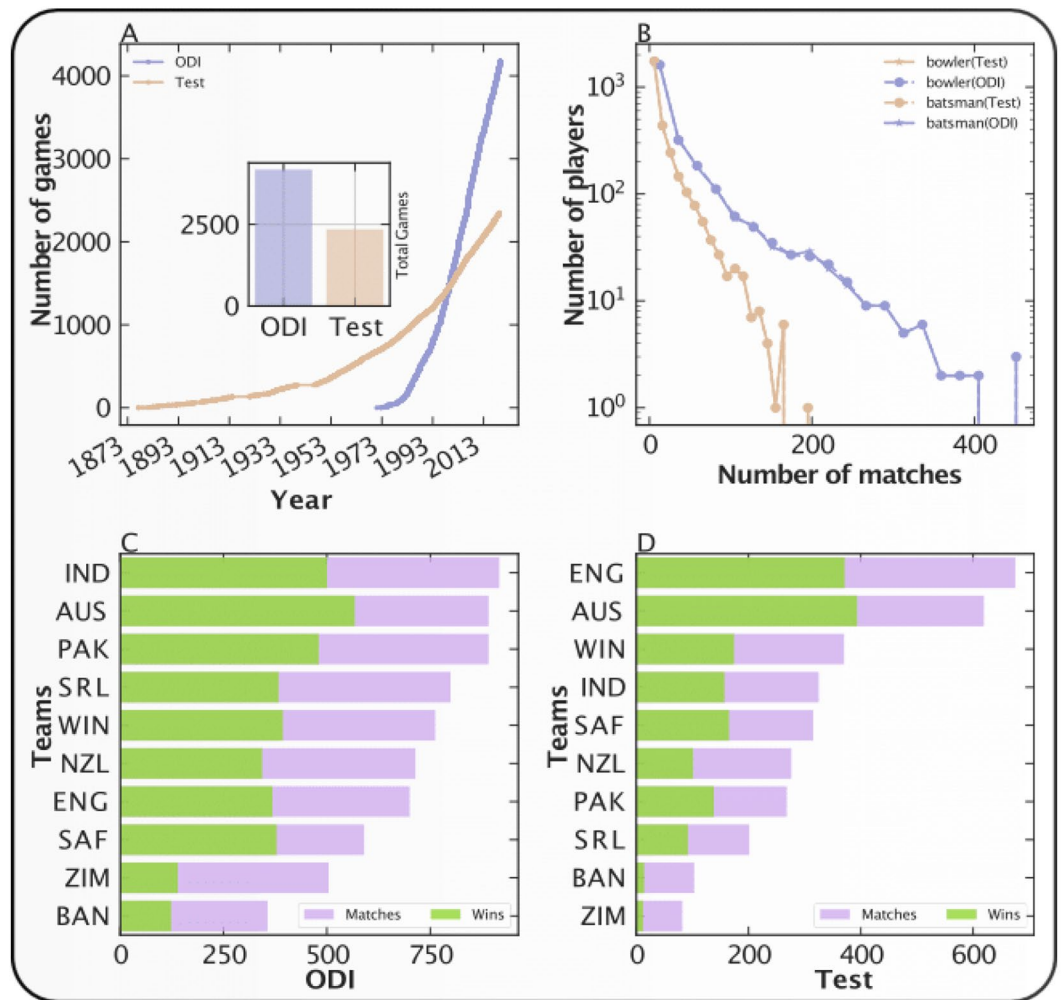 A
Number of games
4000
3000
2000
1000
0
ODI
Test
2500
0
ODI
Test
Total Games
1873
1893
1913
1933
1953
1973
1993
2013
Year
B
Number of players
10³
10²
10¹
10⁰
bowler(Test)
bowler(ODI)
batsman(Test)
batsman(ODI)
0
200
400
Number of matches
C
Teams
IND
AUS
PAK
SRL
WIN
NZL
ENG
SAF
ZIM
BAN
Matches
Wins
0
250
500
750
ODI
D
Teams
ENG
AUS
WIN
IND
SAF
NZL
PAK
SRL
BAN
ZIM
Matches
Wins
0
200
400
600
Test